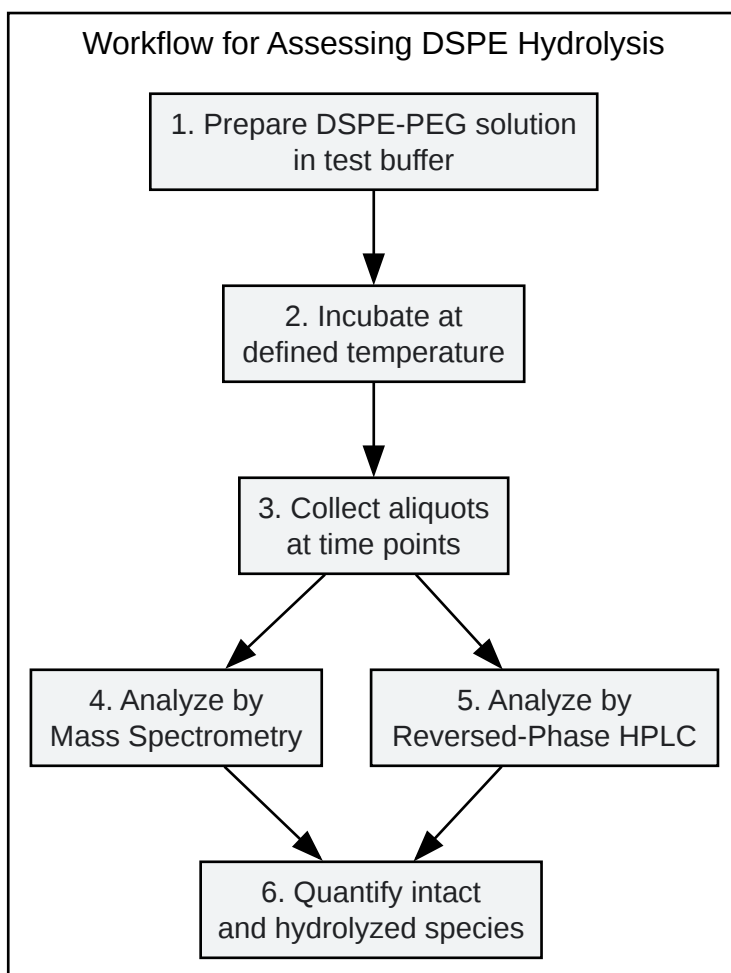 Workflow for Assessing DSPE Hydrolysis
1. Prepare DSPE-PEG solution
in test buffer
2. Incubate at
defined temperature
3. Collect aliquots
at time points
4. Analyze by
Mass Spectrometry
5. Analyze by
Reversed-Phase HPLC
6. Quantify intact
and hydrolyzed species